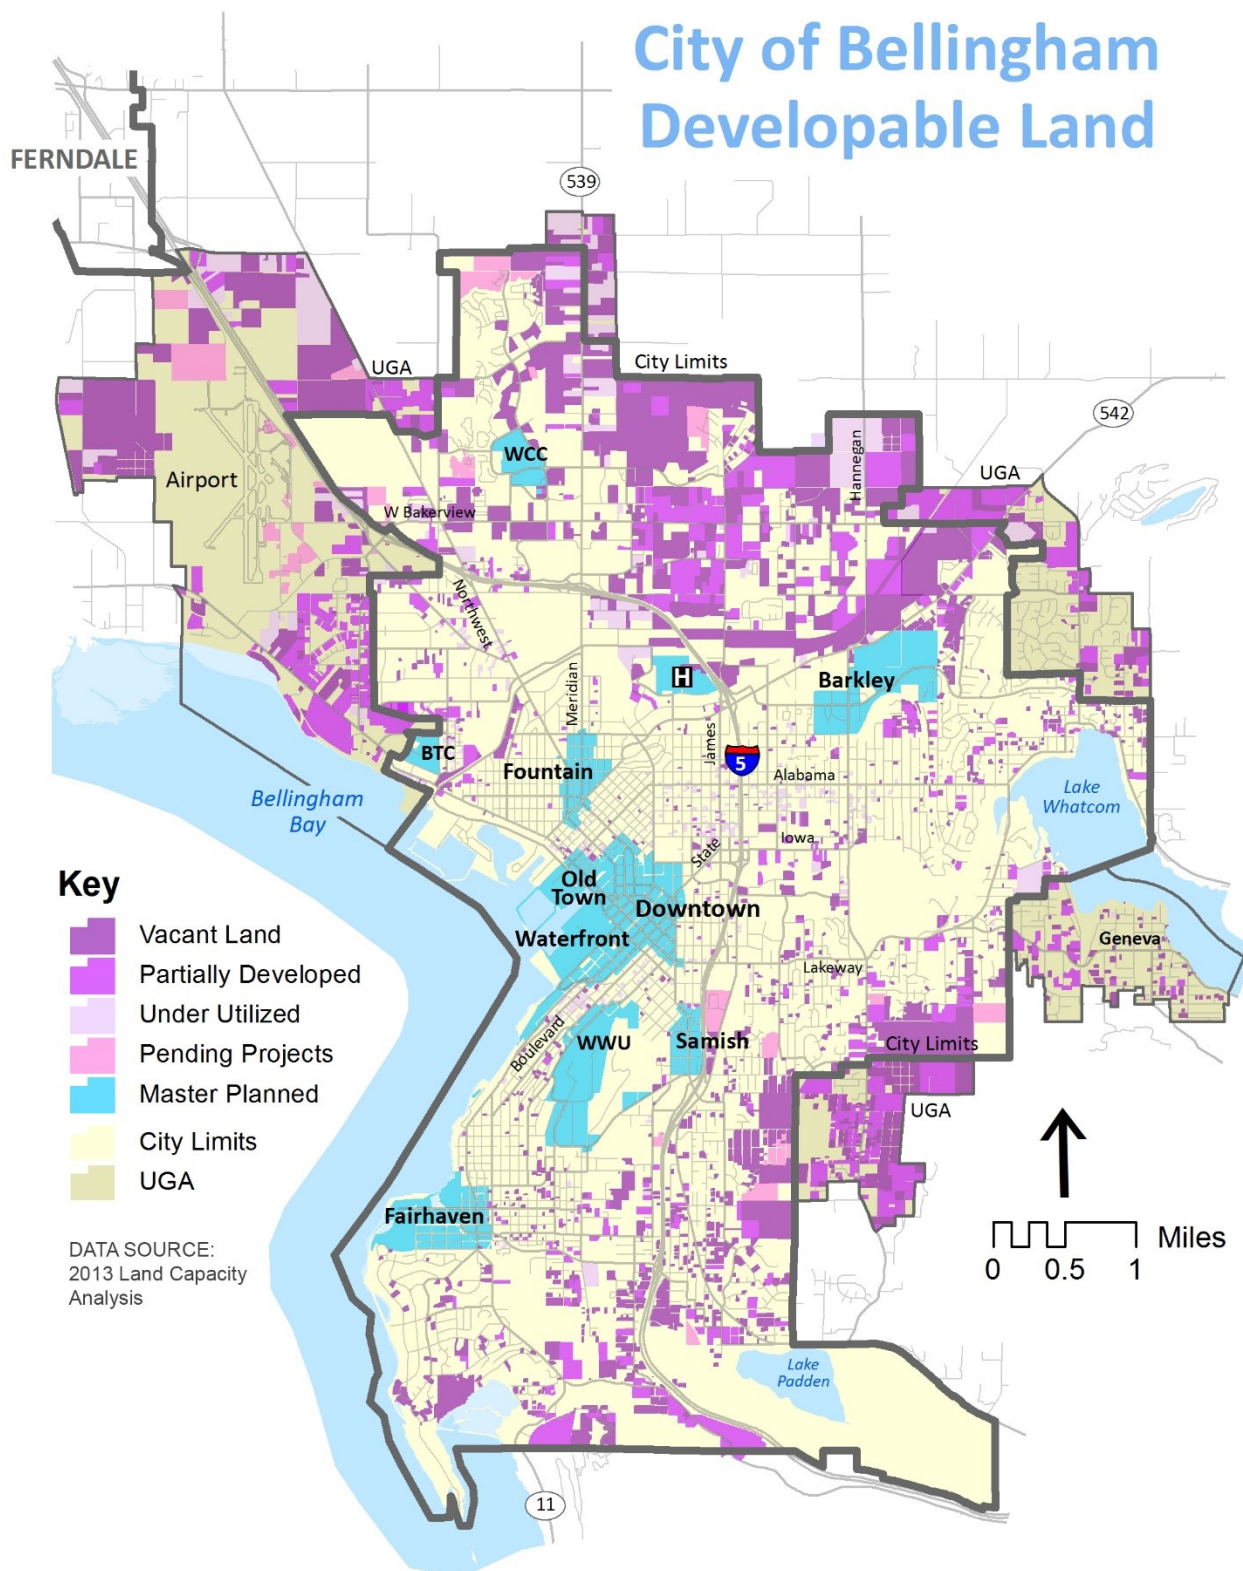 City of Bellingham
Developable Land
FERNDALE
539
UGA
City Limits
542
WCC
Hannegan
UGA
Airport
W Bakerview
Northwest
Meridian
H
Barkley
James
BTC
Fountain
5
Alabama
Lake
Whatcom
Bellingham
Bay
Iowa
State
Old
Town
Downtown
Waterfront
Geneva
Lakeway
Boulevard
WWU
Samish
City Limits
UGA
Fairhaven
Lake
Padden
11
Key
Vacant Land
Partially Developed
Under Utilized
Pending Projects
Master Planned
City Limits
UGA
DATA SOURCE:
2013 Land Capacity
Analysis
Miles
0 0.5 1